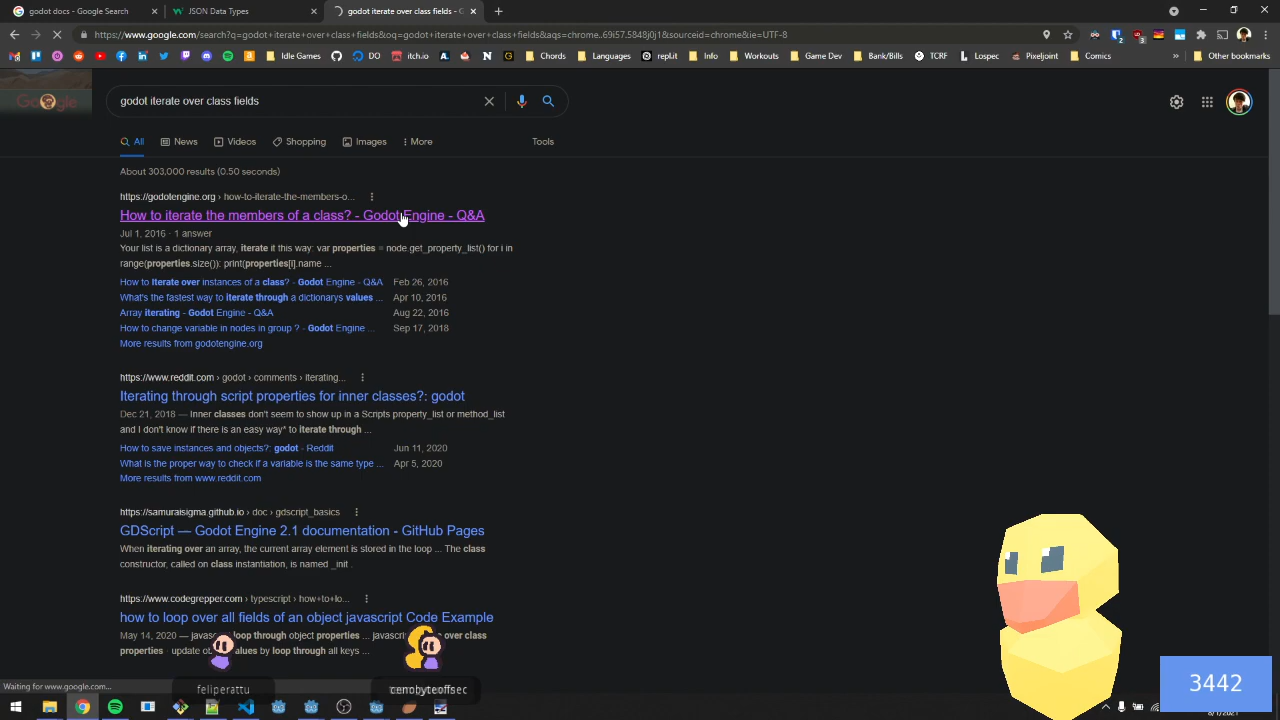 godot docs - Google Search
JSON Data Types
godot iterate over class fields - G
https://www.google.com/search?q=godot+iterate+over+class+fields&oq=godot+iterate+over+class+fields&aqs=chrome..69i57.5848j0j1&sourceid=chrome&ie=UTF-8
Idle Games
GitHub
DO
itch.io
Chords
Languages
repl.it
Info
Workouts
Bank/Bills
TCRF
Lospec
Pixeljoint
Comics
Other bookmarks
godot iterate over class fields
All
News
Videos
Shopping
Images
More
Tools
About 303,000 results (0.50 seconds)
https://godotengine.org › how-to-iterate-the-members-o...
How to iterate the members of a class? - Godot Engine - Q&A
Jul 1, 2016 · 1 answer
Your list is a dictionary array, iterate it this way: var properties = node.get_property_list() for i in
range(properties.size()): print(properties[i].name ...
How to Iterate over instances of a class? - Godot Engine - Q&A Feb 26, 2016
What's the fastest way to iterate through a dictionarys values ... Apr 10, 2016
Array iterating - Godot Engine - Q&A Aug 22, 2016
How to change variable in nodes in group ? - Godot Engine ... Sep 17, 2018
More results from godotengine.org
https://www.reddit.com › godot › comments › iterating...
Iterating through script properties for inner classes?: godot
Dec 21, 2018 — Inner classes don't seem to show up in a Scripts property_list or method_list
and I don't know if there is an easy way* to iterate through ...
How to save instances and objects?: godot - Reddit Jun 11, 2020
What is the proper way to check if a variable is the same type ... Apr 5, 2020
More results from www.reddit.com
https://samuraisigma.github.io › doc › gdscript_basics
GDScript — Godot Engine 2.1 documentation - GitHub Pages
When iterating over an array, the current array element is stored in the loop ... The class
constructor, called on class instantiation, is named _init .
https://www.codegrepper.com › typescript › how+to+lo...
how to loop over all fields of an object javascript Code Example
May 14, 2020 — loop through object properties ... over class
properties by loop through all keys ...
Waiting for www.google.com...
feliperattu
3442